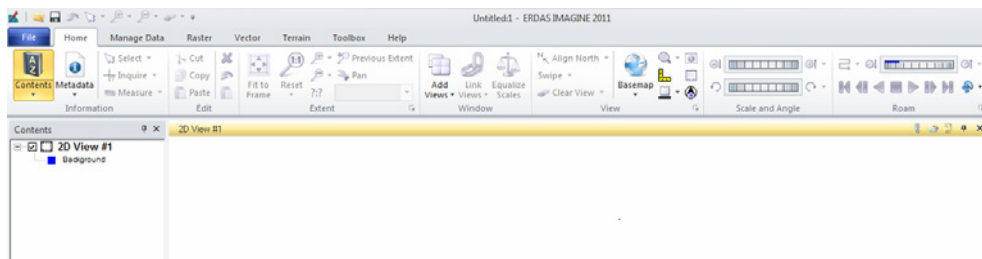 Untitled:1 - ERDAS IMAGINE 2011
File Home Manage Data Raster Vector Terrain Toolbox Help
Contents Metadata Select Inquire Measure Information
Cut Copy Paste Edit
Fit to Frame Reset 1:1 ?:? Previous Extent Pan Extent
Add Views Link Views Equalize Scales Window
Align North Swipe Clear View Basemap View
Scale and Angle
Roam
Contents 2D View #1
2D View #1
Background